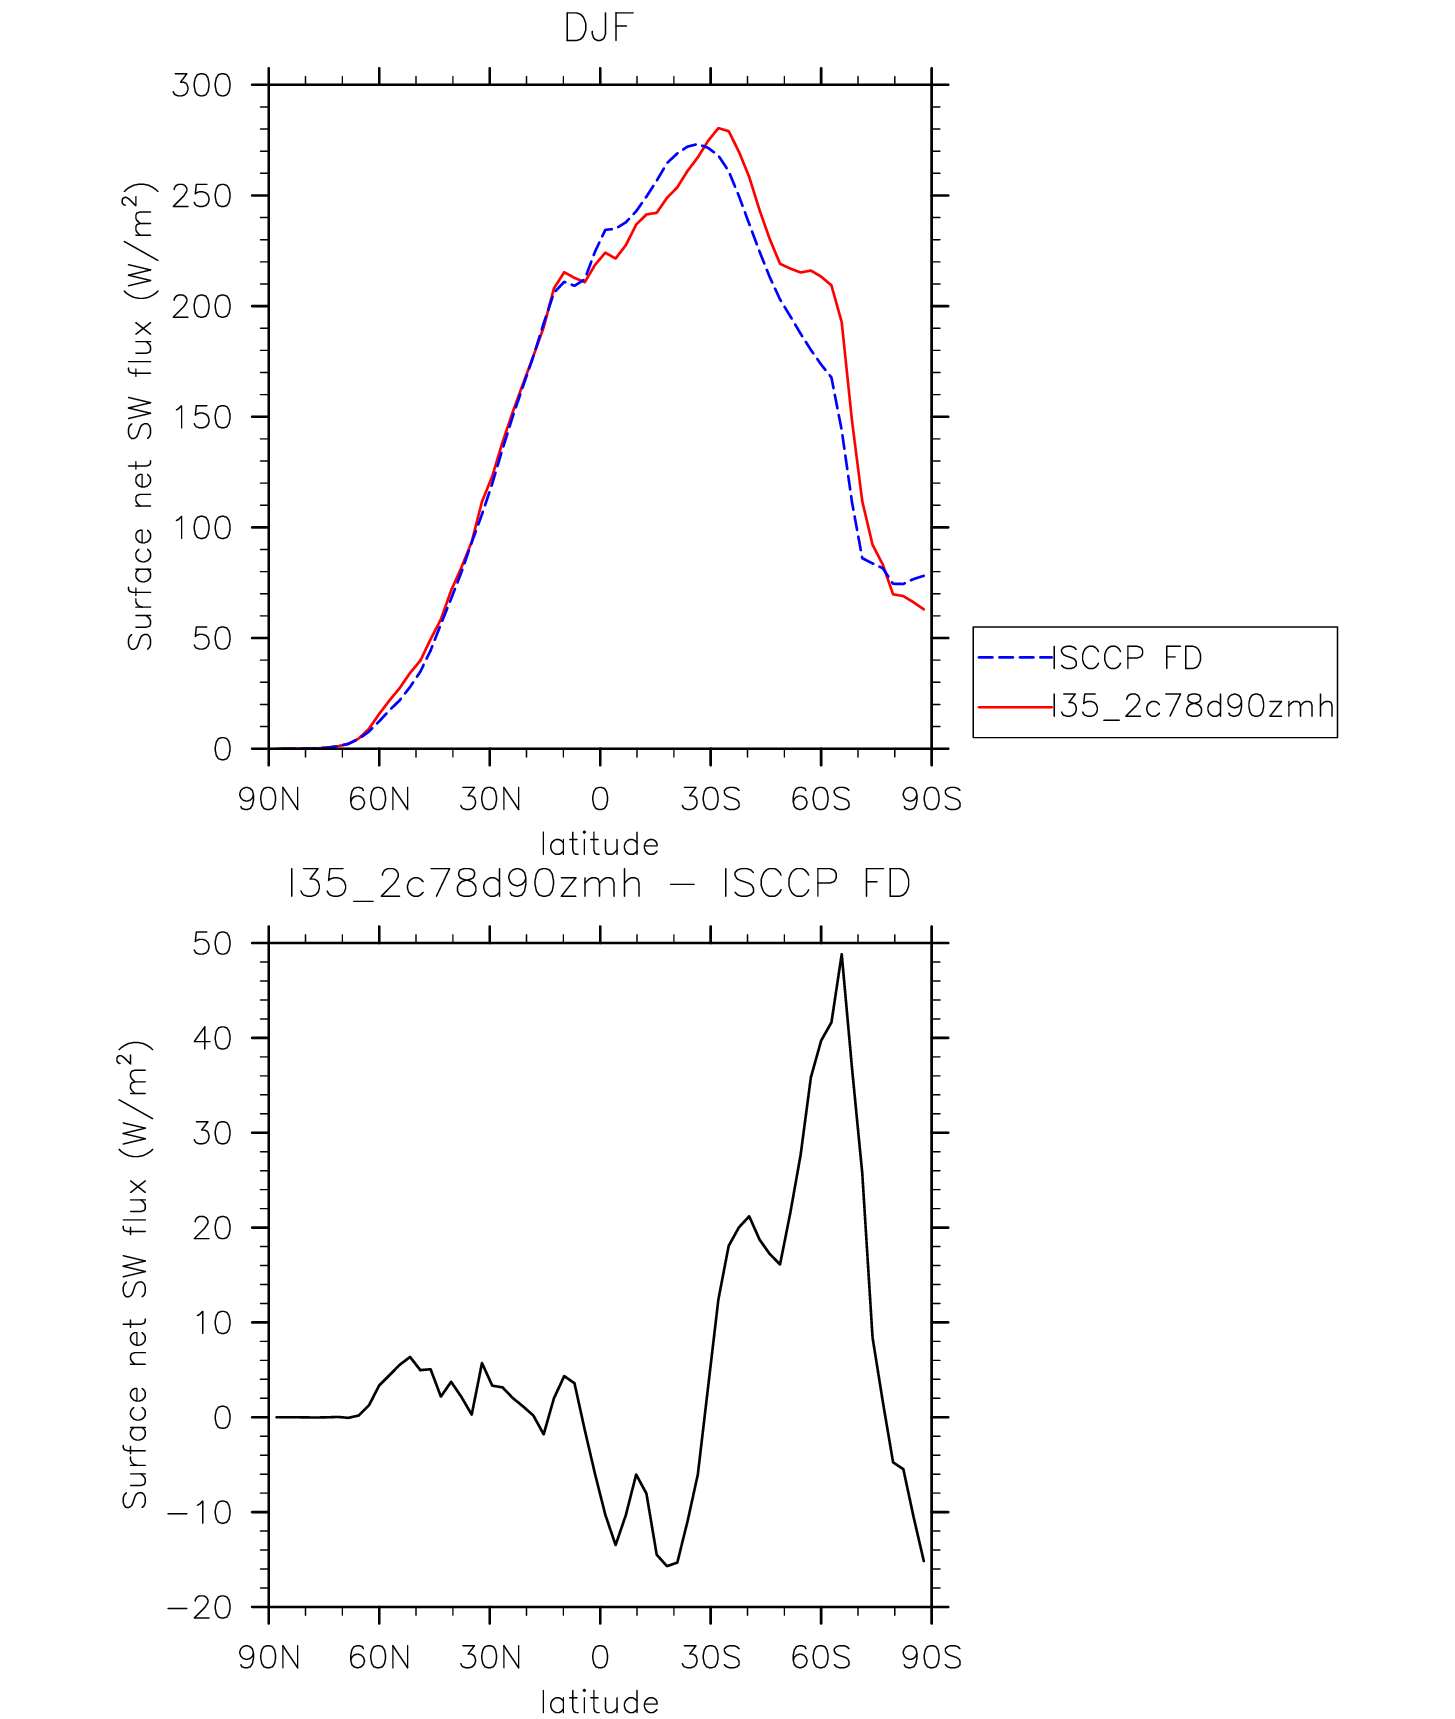 DJF
300
250
200
150
100
50
0
Surface net SW flux (W/m²)
90N 60N 30N 0 30S 60S 90S
latitude
ISCCP FD
I35_2c78d90zmh
I35_2c78d90zmh – ISCCP FD
50
40
30
20
10
0
−10
−20
Surface net SW flux (W/m²)
90N 60N 30N 0 30S 60S 90S
latitude